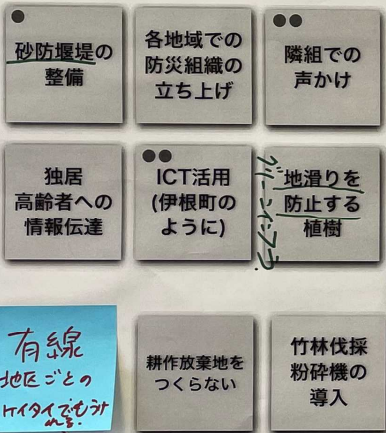 砂防堰堤の
整備
各地域での
防災組織の
立ち上げ
隣組での
声かけ
独居
高齢者への
情報伝達
ICT活用
(伊根町の
ように)
グリーンインフラ?
地滑りを
防止する
植樹
有線
地区ごとの
ケイタイでもうけ
れる.
耕作放棄地を
つくらない
竹林伐採
粉砕機の
導入